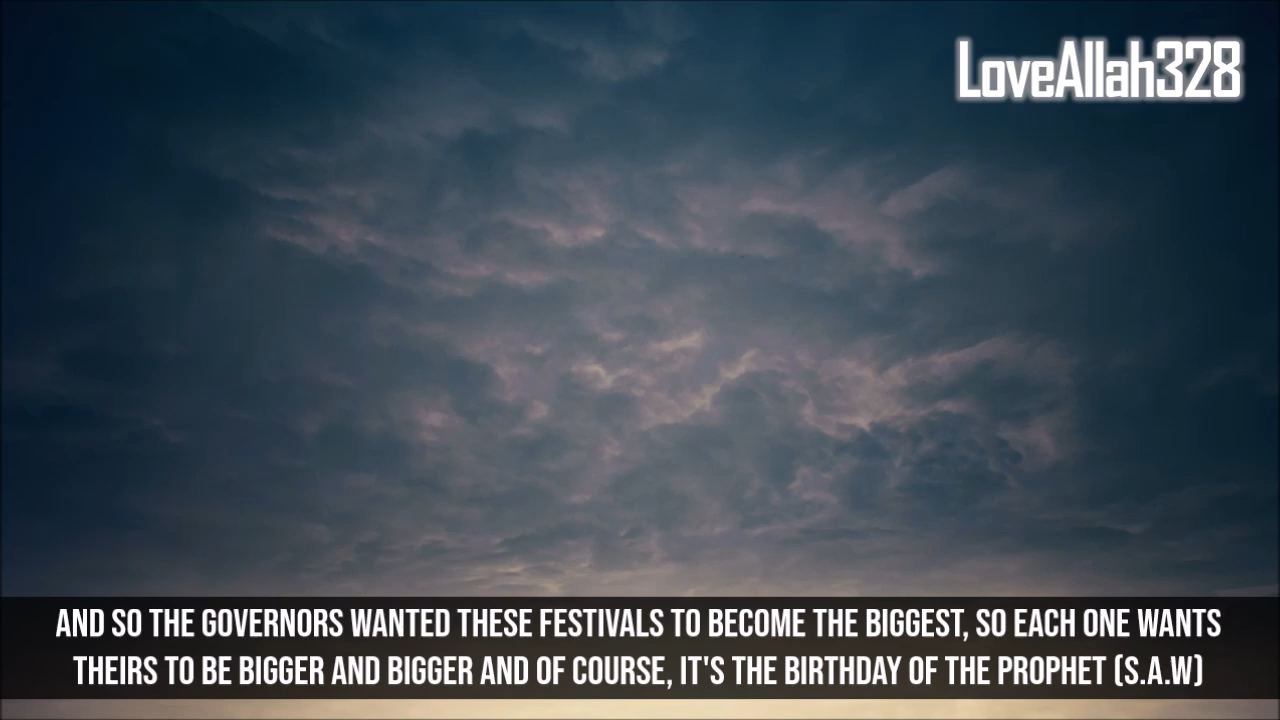 LoveAllah328
AND SO THE GOVERNORS WANTED THESE FESTIVALS TO BECOME THE BIGGEST, SO EACH ONE WANTS
THEIRS TO BE BIGGER AND BIGGER AND OF COURSE, IT'S THE BIRTHDAY OF THE PROPHET (S.A.W)